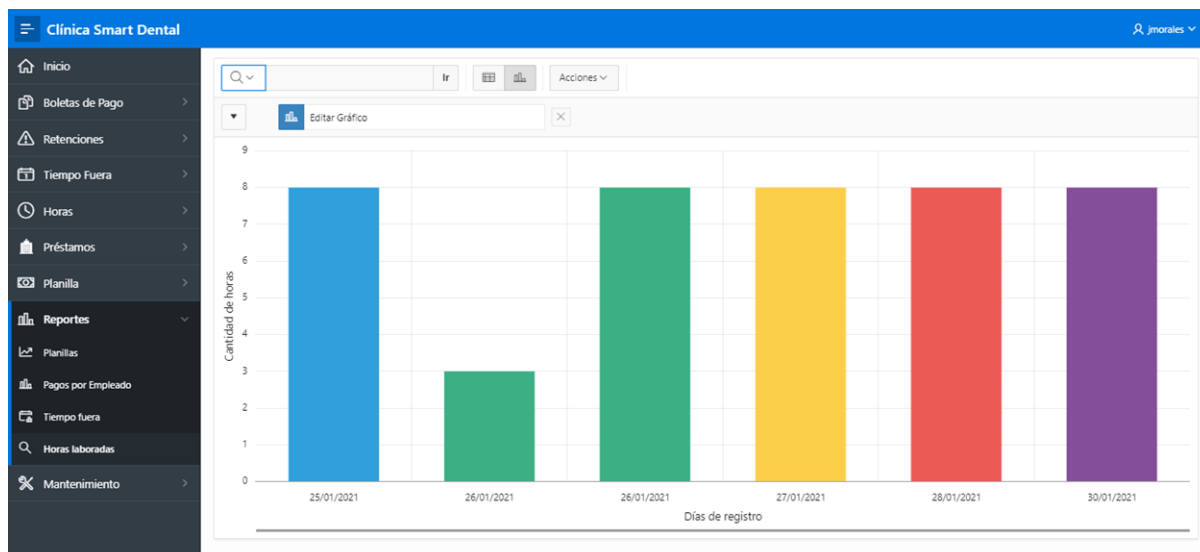 Clínica Smart Dental
jmorales
Inicio
Boletas de Pago
Retenciones
Tiempo Fuera
Horas
Préstamos
Planilla
Reportes
Planillas
Pagos por Empleado
Tiempo fuera
Horas laboradas
Mantenimiento
Ir
Acciones
Editar Gráfico
Cantidad de horas
9
8
7
6
5
4
3
2
1
0
25/01/2021
26/01/2021
26/01/2021
27/01/2021
28/01/2021
30/01/2021
Días de registro